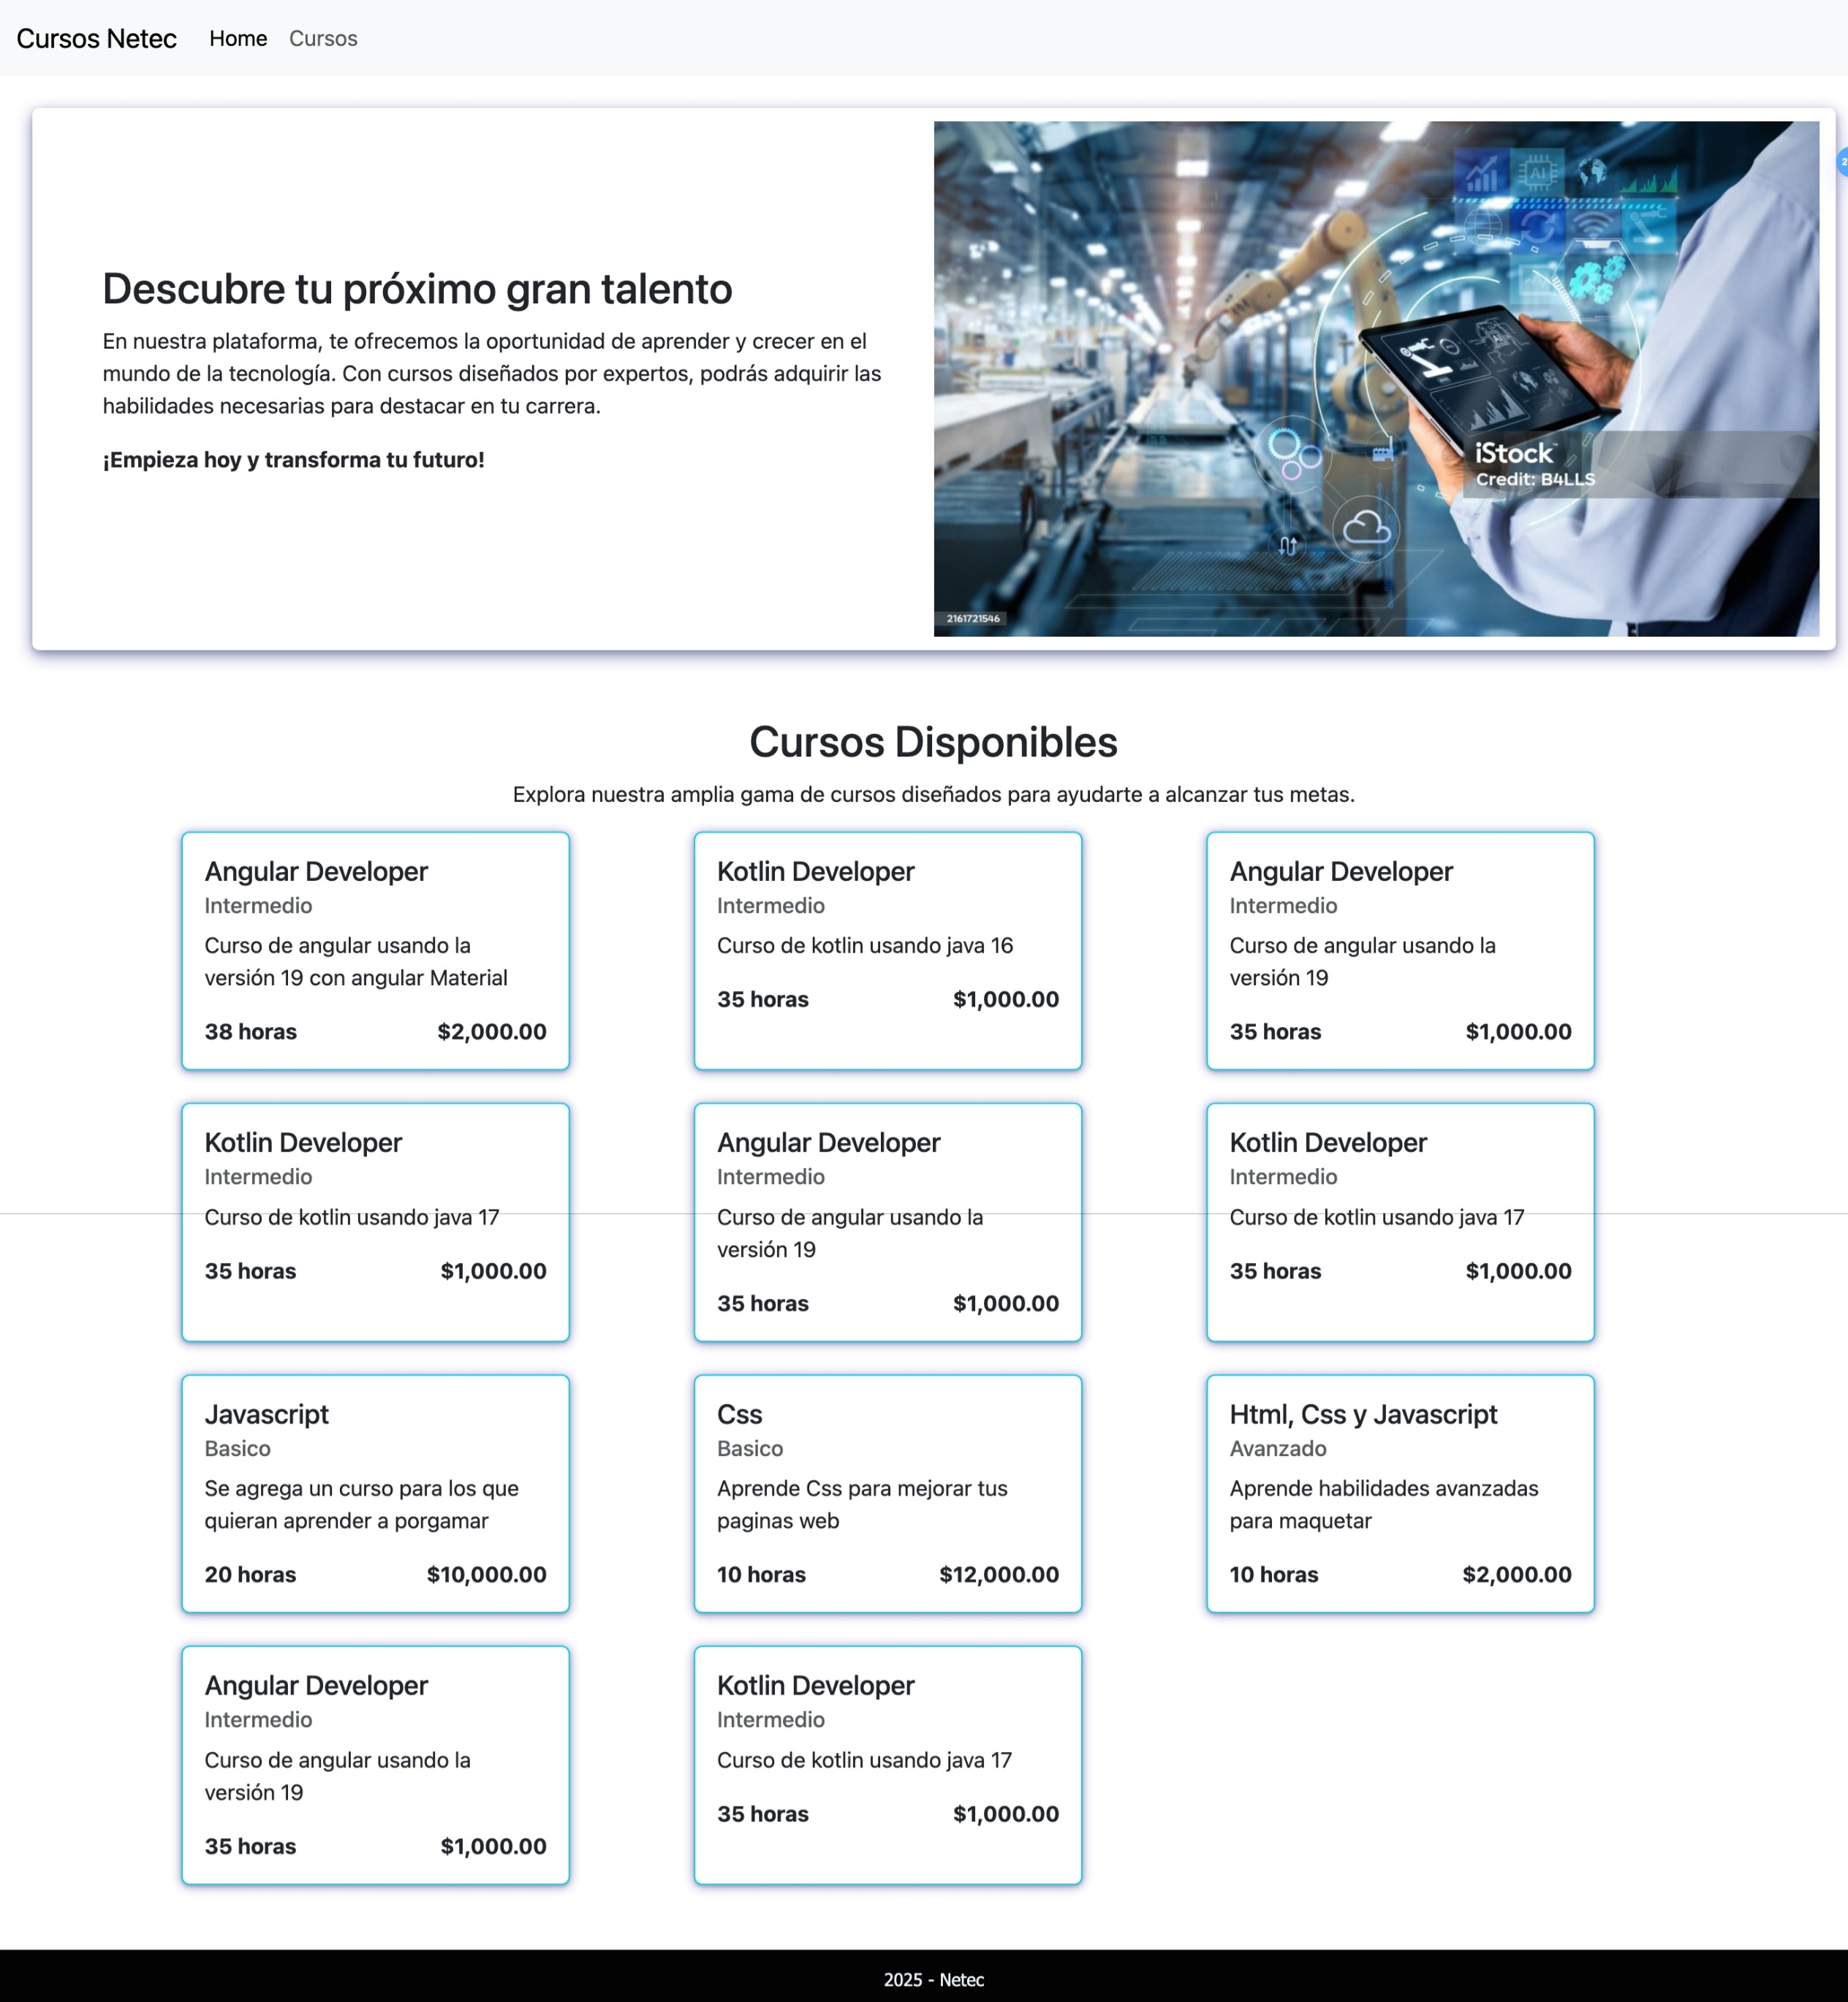 Cursos Netec Home Cursos
Descubre tu próximo gran talento
En nuestra plataforma, te ofrecemos la oportunidad de aprender y crecer en el
mundo de la tecnología. Con cursos diseñados por expertos, podrás adquirir las
habilidades necesarias para destacar en tu carrera.
¡Empieza hoy y transforma tu futuro!
AI
iStock
Credit: B4LLS
2161721546
2
Cursos Disponibles
Explora nuestra amplia gama de cursos diseñados para ayudarte a alcanzar tus metas.
Angular Developer
Intermedio
Curso de angular usando la
versión 19 con angular Material
38 horas $2,000.00
Kotlin Developer
Intermedio
Curso de kotlin usando java 16
35 horas $1,000.00
Angular Developer
Intermedio
Curso de angular usando la
versión 19
35 horas $1,000.00
Kotlin Developer
Intermedio
Curso de kotlin usando java 17
35 horas $1,000.00
Angular Developer
Intermedio
Curso de angular usando la
versión 19
35 horas $1,000.00
Kotlin Developer
Intermedio
Curso de kotlin usando java 17
35 horas $1,000.00
Javascript
Basico
Se agrega un curso para los que
quieran aprender a porgamar
20 horas $10,000.00
Css
Basico
Aprende Css para mejorar tus
paginas web
10 horas $12,000.00
Html, Css y Javascript
Avanzado
Aprende habilidades avanzadas
para maquetar
10 horas $2,000.00
Angular Developer
Intermedio
Curso de angular usando la
versión 19
35 horas $1,000.00
Kotlin Developer
Intermedio
Curso de kotlin usando java 17
35 horas $1,000.00
2025 - Netec